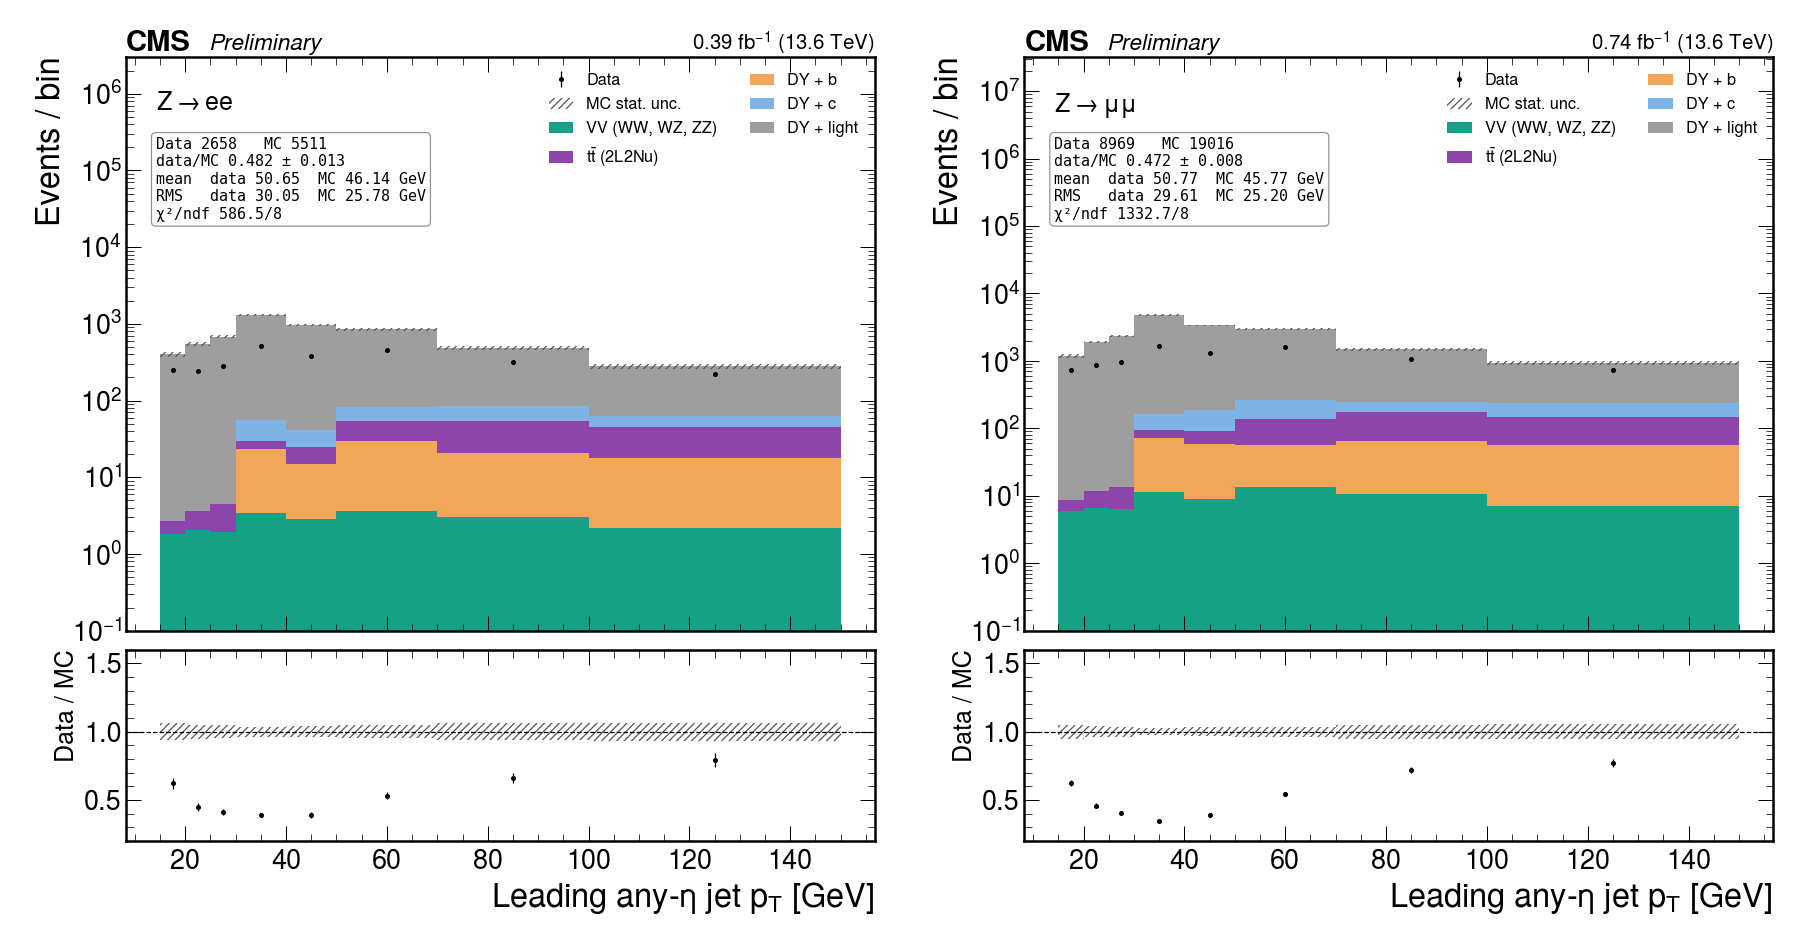 CMS Preliminary 0.39 fb⁻¹ (13.6 TeV)
Events / bin
10⁶
10⁵
10⁴
10³
10²
10¹
10⁰
10⁻¹
Z → ee
Data 2658 MC 5511
data/MC 0.482 ± 0.013
mean data 50.65 MC 46.14 GeV
RMS data 30.05 MC 25.78 GeV
χ²/ndf 586.5/8
Data
MC stat. unc.
VV (WW, WZ, ZZ)
tt̄ (2L2Nu)
DY + b
DY + c
DY + light
Data / MC
1.5
1.0
0.5
20 40 60 80 100 120 140
Leading any-η jet p_T [GeV]
CMS Preliminary 0.74 fb⁻¹ (13.6 TeV)
Events / bin
10⁷
10⁶
10⁵
10⁴
10³
10²
10¹
10⁰
10⁻¹
Z → μμ
Data 8969 MC 19016
data/MC 0.472 ± 0.008
mean data 50.77 MC 45.77 GeV
RMS data 29.61 MC 25.20 GeV
χ²/ndf 1332.7/8
Data
MC stat. unc.
VV (WW, WZ, ZZ)
tt̄ (2L2Nu)
DY + b
DY + c
DY + light
Data / MC
1.5
1.0
0.5
20 40 60 80 100 120 140
Leading any-η jet p_T [GeV]